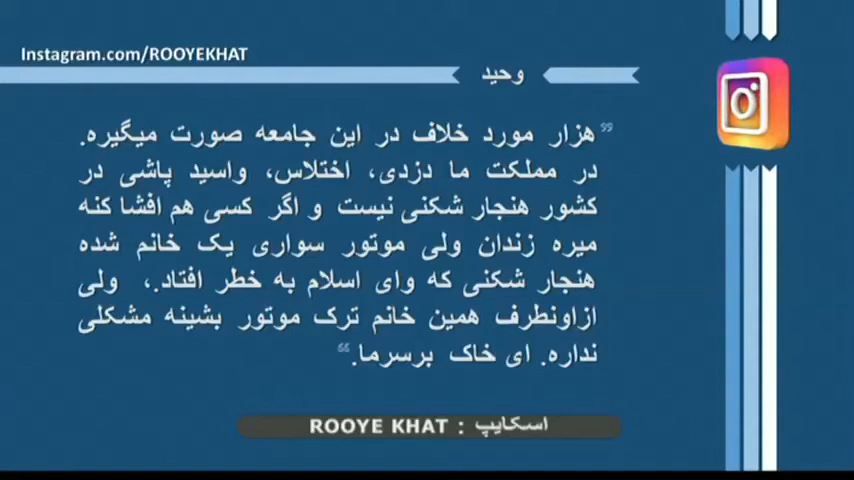 Instagram.com/ROOYEKHAT
وحید
"هزار مورد خلاف در این جامعه صورت میگیره.
در مملکت ما دزدی، اختلاس، واسید پاشی در
کشور هنجار شکنی نیست و اگر کسی هم افشا کنه
میره زندان ولی موتور سواری یک خانم شده
هنجار شکنی که وای اسلام به خطر افتاد.، ولی
ازاونطرف همین خانم ترک موتور بشینه مشکلی
نداره. ای خاک برسرما."
اسکایپ : ROOYE KHAT